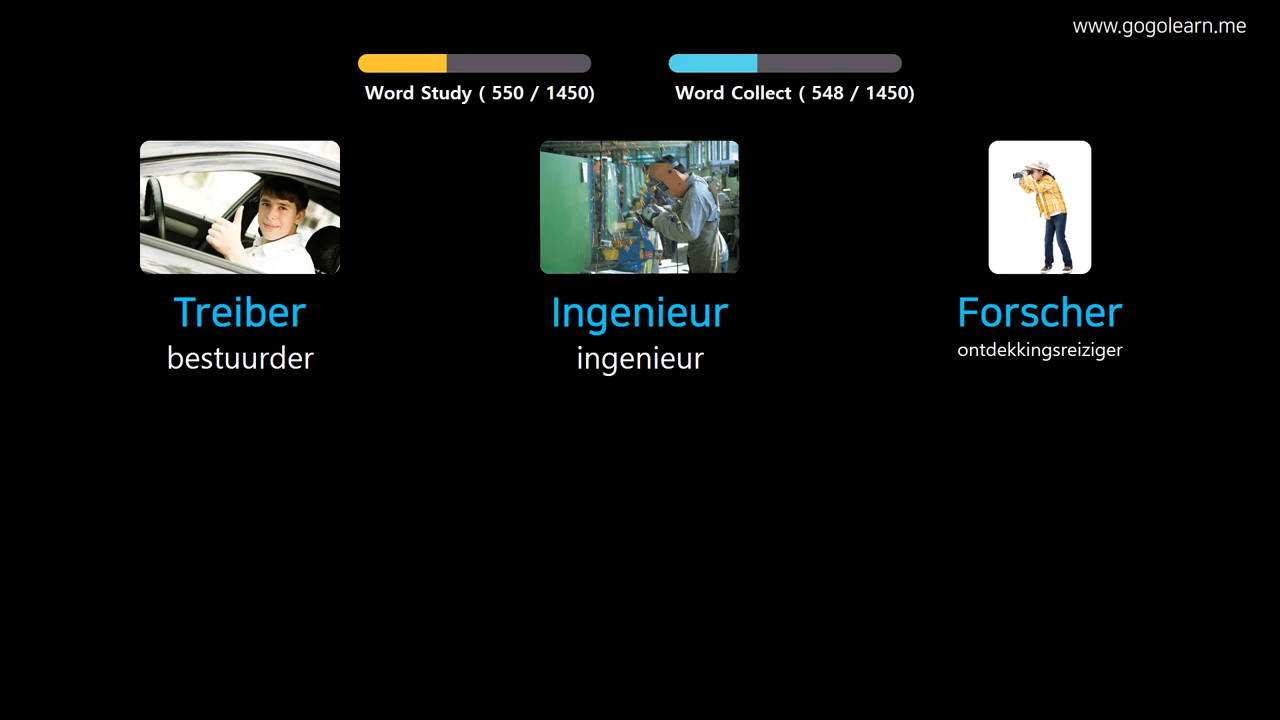 www.gogolearn.me
Word Study ( 550 / 1450)
Word Collect ( 548 / 1450)
Treiber
bestuurder
Ingenieur
ingenieur
Forscher
ontdekkingsreiziger